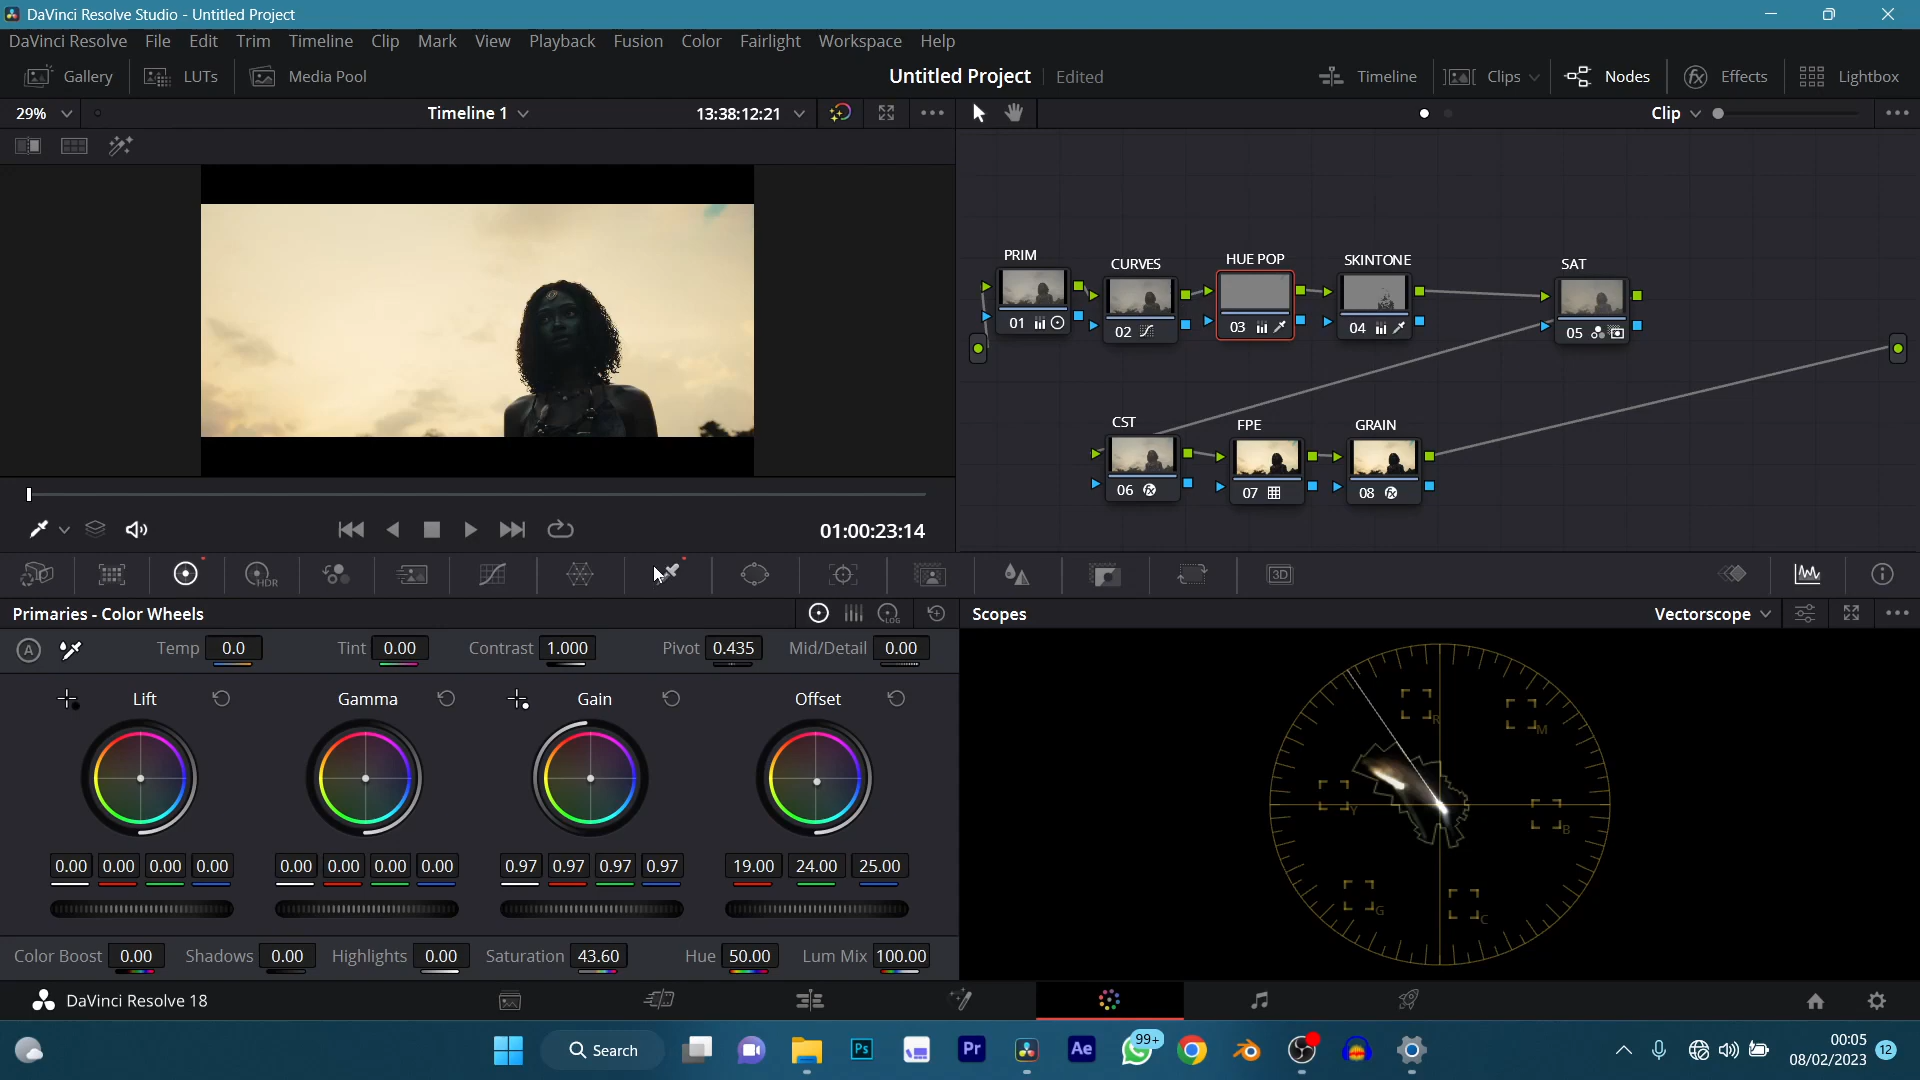 DaVinci Resolve Studio - Untitled Project
DaVinci Resolve File Edit Trim Timeline Clip Mark View Playback Fusion Color Fairlight Workspace Help
Gallery LUTs Media Pool Untitled Project Edited Timeline Clips Nodes Effects Lightbox
29% Timeline 1 13:38:12:21 Clip
PRIM CURVES HUE POP SKINTONE SAT
01 02 03 04 05
CST FPE GRAIN
06 07 08
01:00:23:14
HDR 3D
Primaries - Color Wheels LOG Scopes Vectorscope
A Temp 0.0 Tint 0.00 Contrast 1.000 Pivot 0.435 Mid/Detail 0.00
Lift Gamma Gain Offset
R M Y B G C
0.00 0.00 0.00 0.00 0.00 0.00 0.00 0.00 0.97 0.97 0.97 0.97 19.00 24.00 25.00
Color Boost 0.00 Shadows 0.00 Highlights 0.00 Saturation 43.60 Hue 50.00 Lum Mix 100.00
DaVinci Resolve 18
Search Ps Pr Ae 99+ 00:05 12
08/02/2023